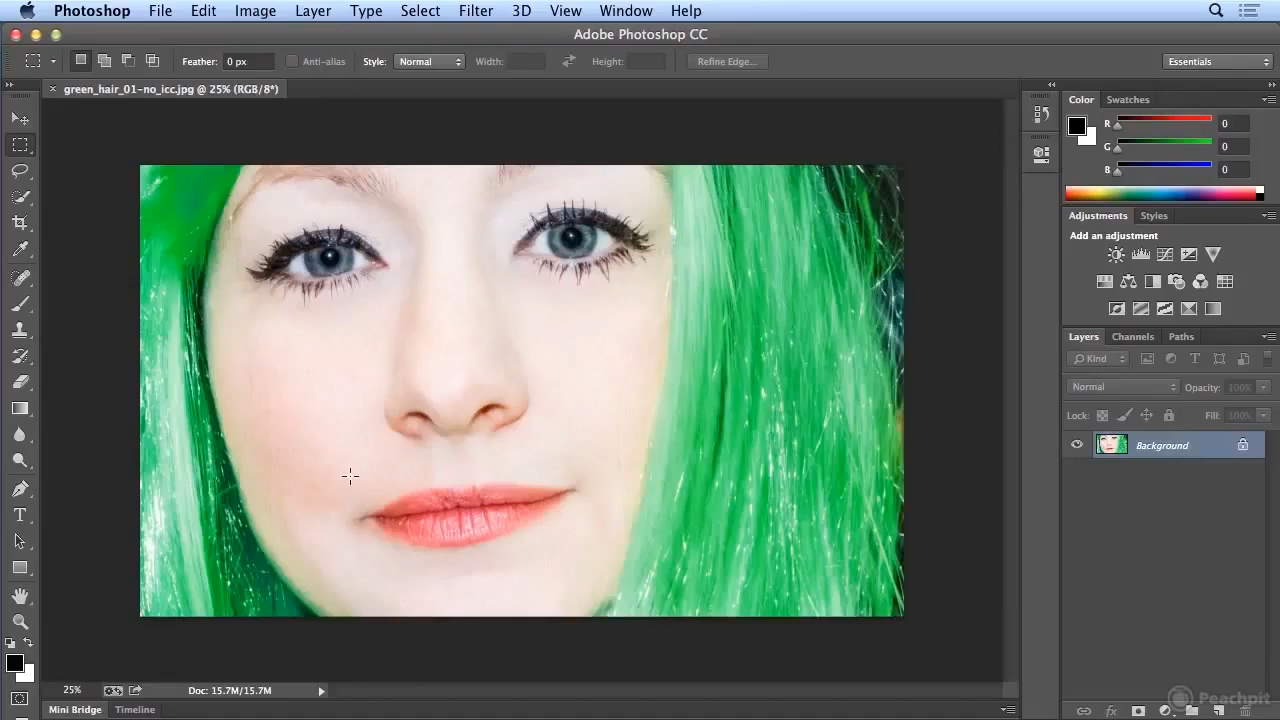 Photoshop File Edit Image Layer Type Select Filter 3D View Window Help
Adobe Photoshop CC
Feather: 0 px Anti-alias Style: Normal Width: Height: Refine Edge... Essentials
green_hair_01-no_icc.jpg @ 25% (RGB/8*)
Color Swatches
R 0
G 0
B 0
Adjustments Styles
Add an adjustment
Layers Channels Paths
Kind
Normal Opacity: 100%
Lock: Fill: 100%
Background
25% Doc: 15.7M/15.7M
Mini Bridge Timeline
Peachpit